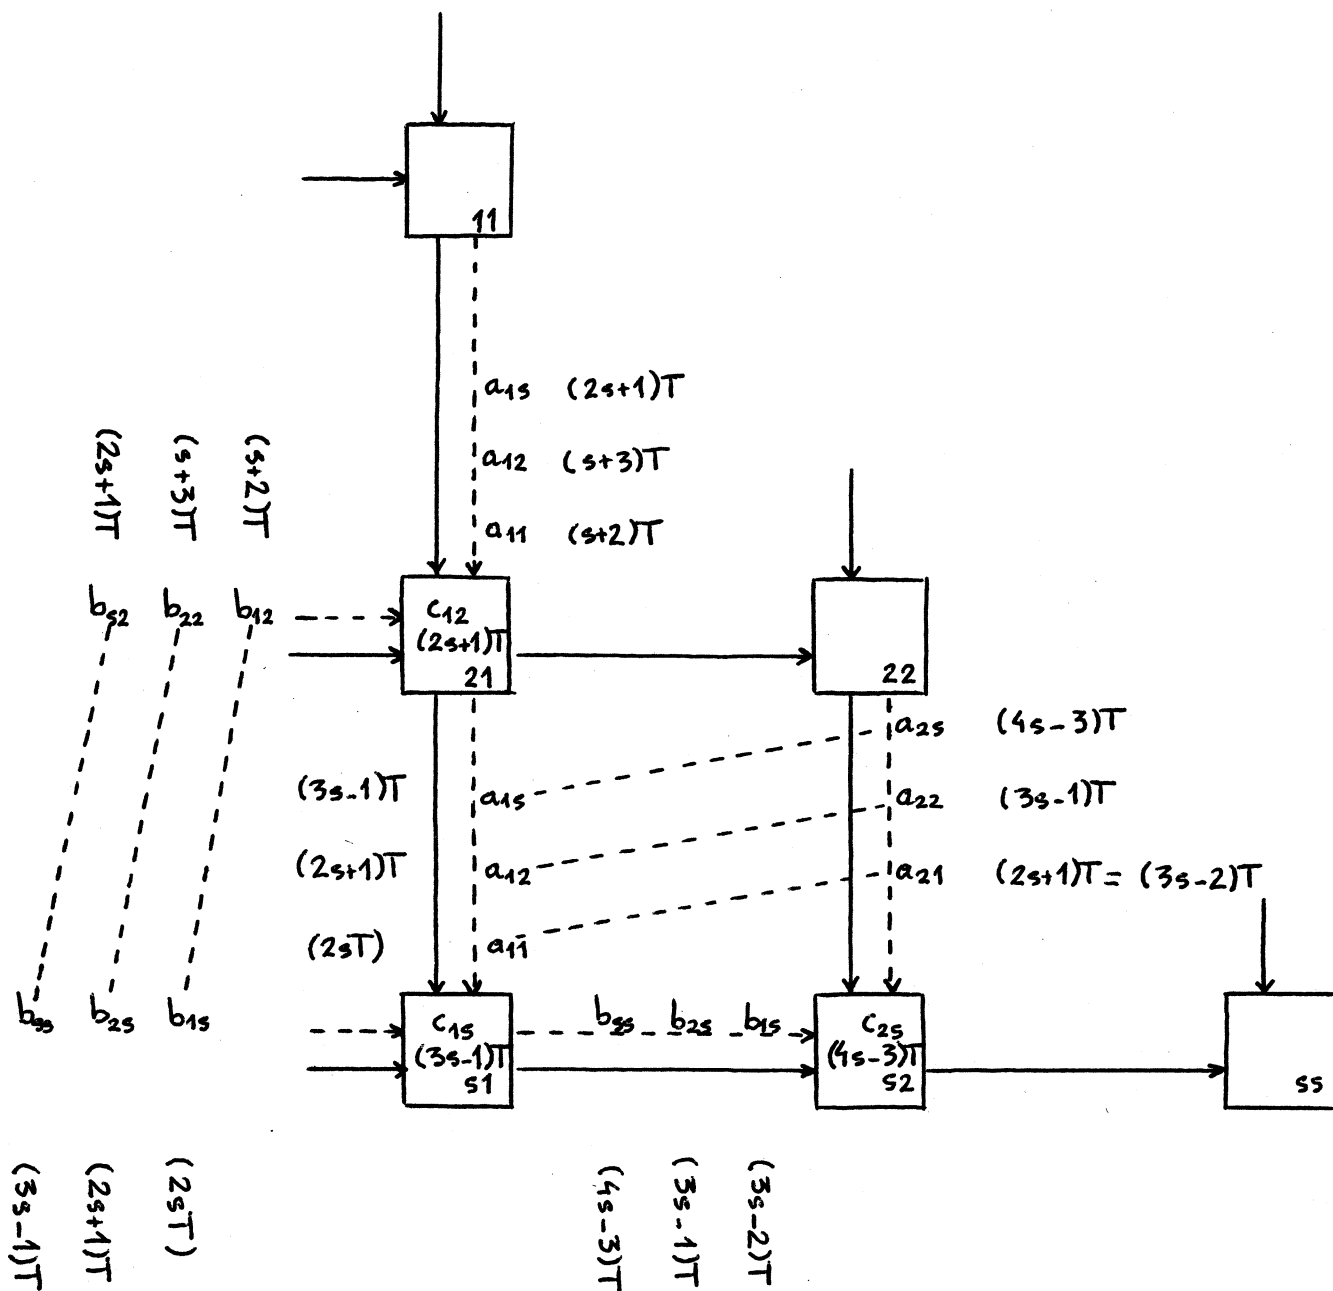 11
a1s (2s+1)T
a12 (s+3)T
a11 (s+2)T
(2s+1)T (s+3)T (s+2)T
bs2 b22 b12
c12
(2s+1)T
21
22
a2s (4s-3)T
(3s-1)T a1s
a22 (3s-1)T
(2s+1)T a12
a21 (2s+1)T = (3s-2)T
(2sT) a11
bss b2s b1s
c1s
(3s-1)T
s1
bss b2s b1s
c2s
(4s-3)T
s2
ss
(3s-1)T (2s+1)T (2sT)
(4s-3)T (3s-1)T (3s-2)T